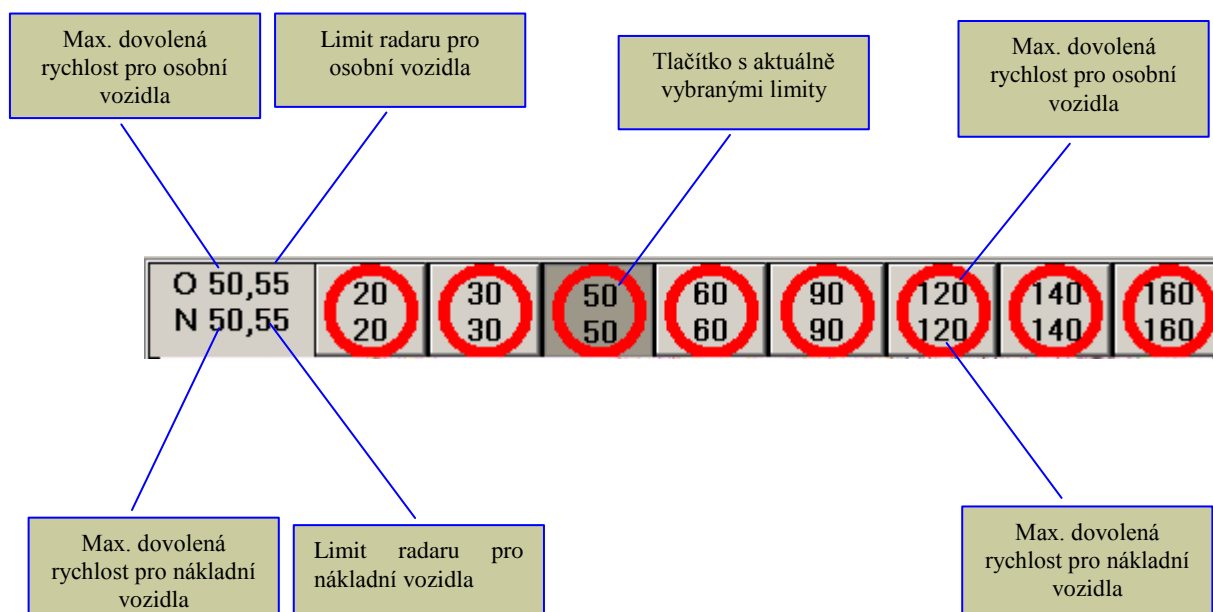 Max. dovolená
rychlost pro osobní
vozidla
Limit radaru pro
osobní vozidla
Tlačítko s aktuálně
vybranými limity
Max. dovolená
rychlost pro osobní
vozidla
O 50,55
N 50,55
20
20
30
30
50
50
60
60
90
90
120
120
140
140
160
160
Max. dovolená
rychlost pro nákladní
vozidla
Limit radaru pro
nákladní vozidla
Max. dovolená
rychlost pro nákladní
vozidla